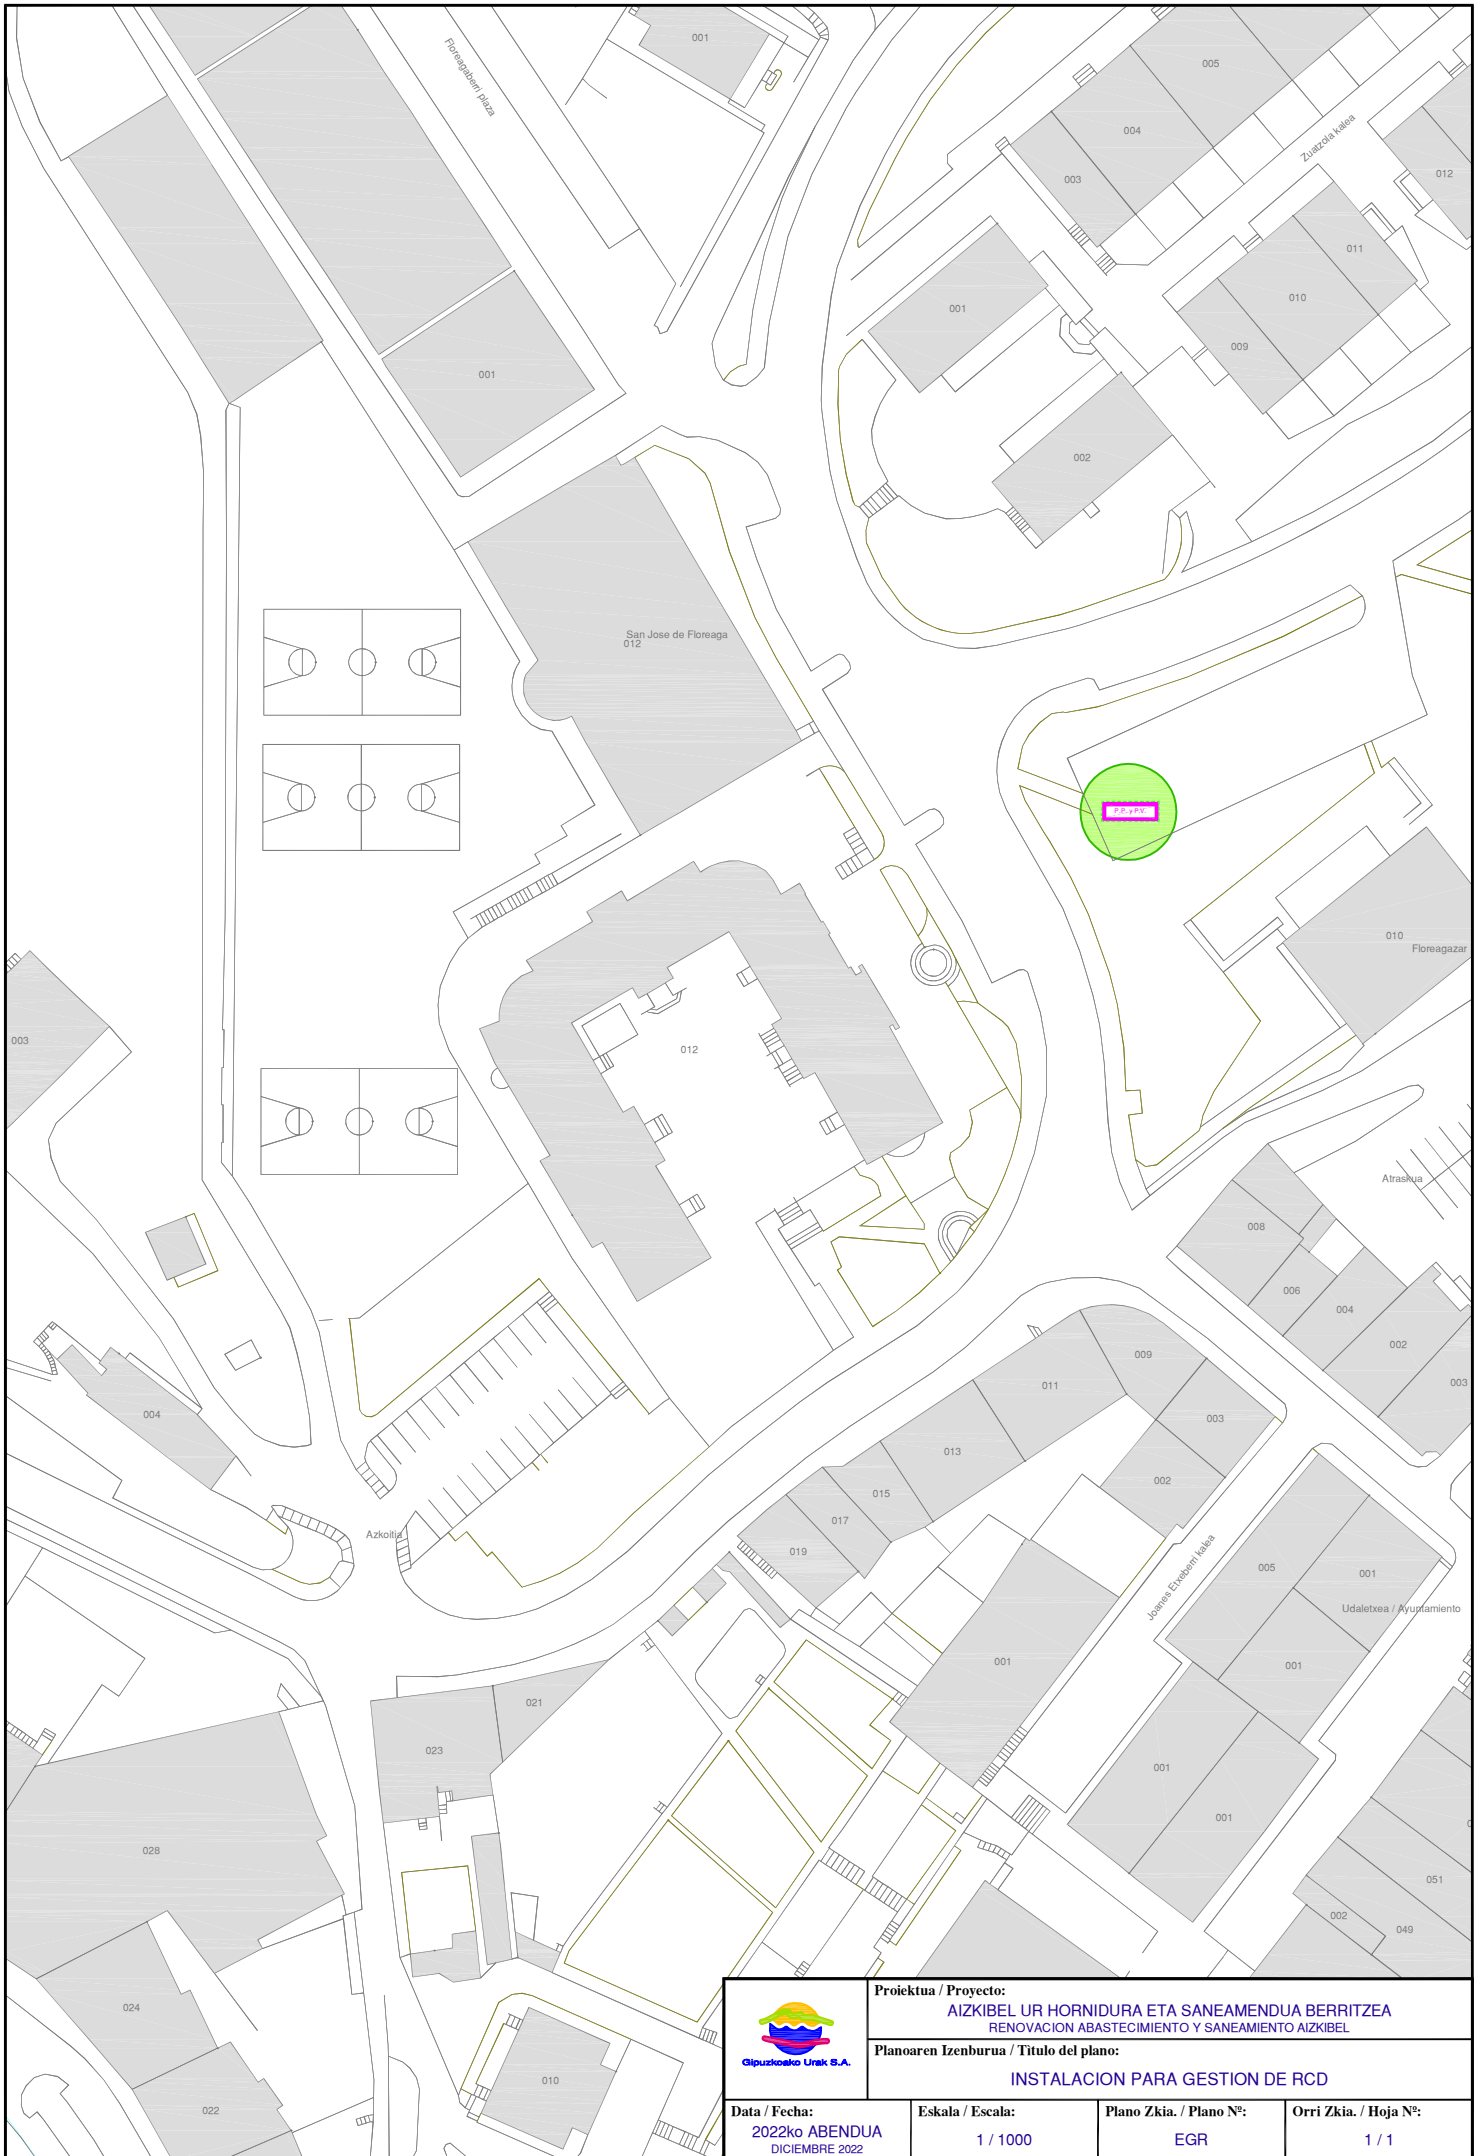 001
Floreagaberri plaza
005
004
003
Zuatzola kalea
012
001
011
010
009
001
002
San Jose de Floreaga
012
P.P. y P.V.
010
Floreagazar
003
012
Atraskua
008
006
004
002
003
009
011
003
013
002
004
015
017
019
Azkoitia
Joanes Etxeberri kalea
005
001
Udaletxea / Ayuntamiento
001
001
021
023
001
001
028
051
002
049
024
010
022
Gipuzkoako Urak S.A.
Proiektua / Proyecto:
AIZKIBEL UR HORNIDURA ETA SANEAMENDUA BERRITZEA
RENOVACION ABASTECIMIENTO Y SANEAMIENTO AIZKIBEL
Planoaren Izenburua / Titulo del plano:
INSTALACION PARA GESTION DE RCD
Data / Fecha:
2022ko ABENDUA
DICIEMBRE 2022
Eskala / Escala:
1 / 1000
Plano Zkia. / Plano Nº:
EGR
Orri Zkia. / Hoja Nº:
1 / 1